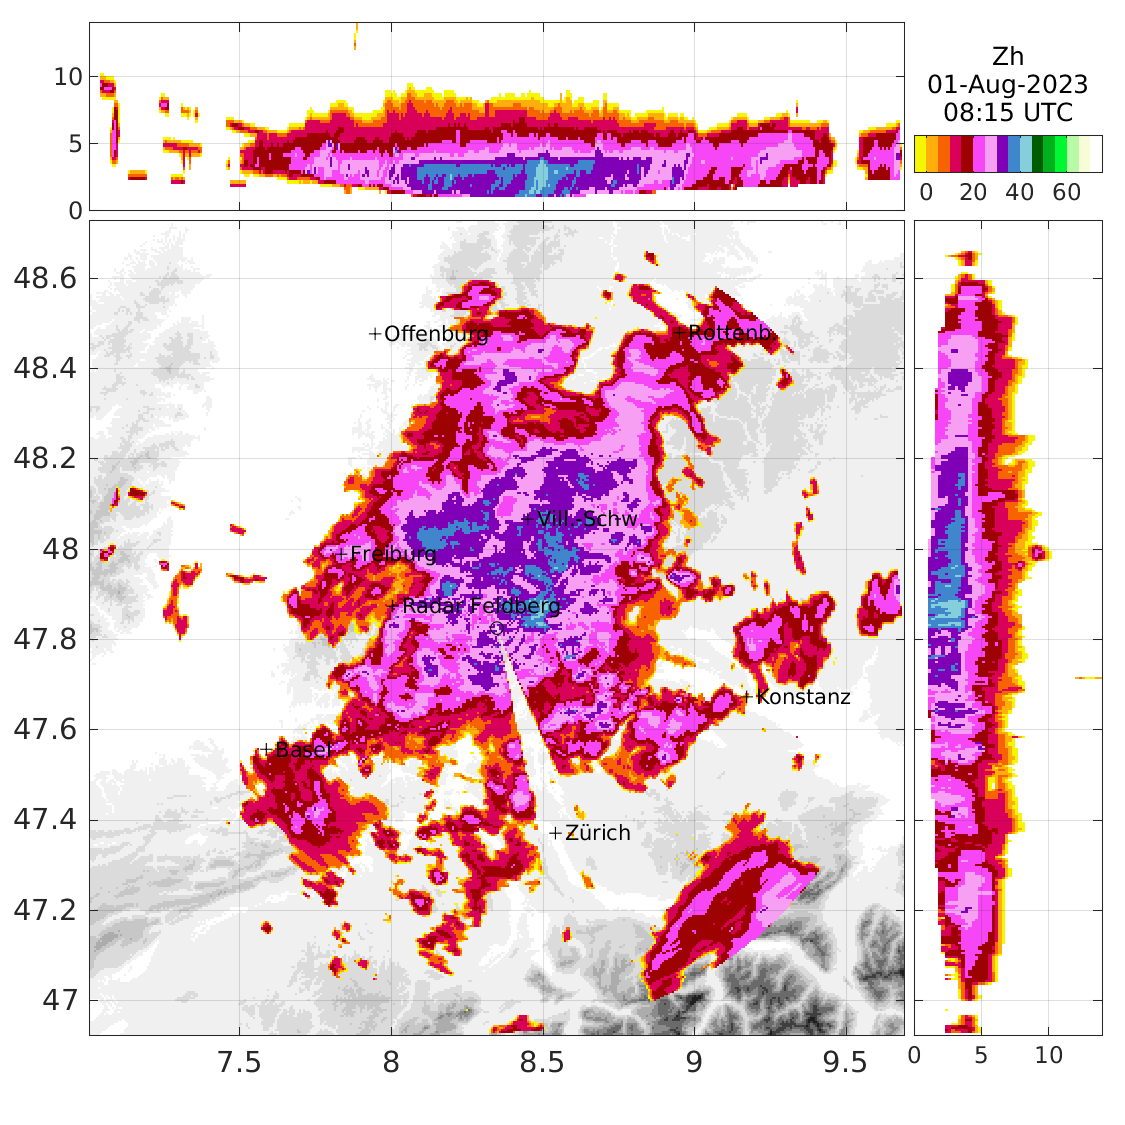 Zh
01-Aug-2023
08:15 UTC
0 20 40 60
10
5
0
48.6
48.4
48.2
48
47.8
47.6
47.4
47.2
47
+Offenburg
+Rottenb.
+Vill.-Schw.
+Freiburg
+Radar Feldberg
+Konstanz
+Basel
+Zürich
7.5 8 8.5 9 9.5
0 5 10